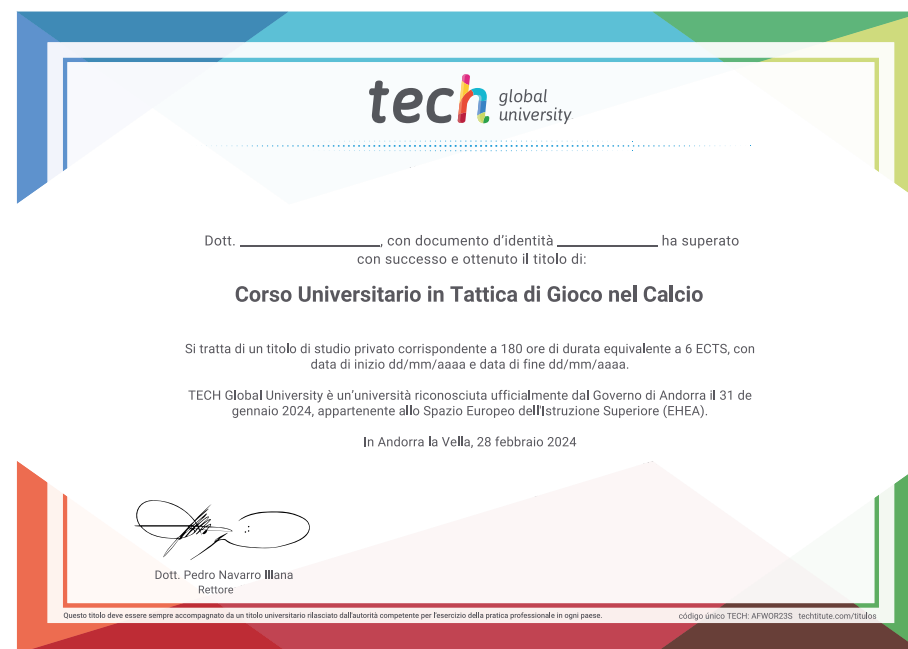 tech global university
Dott. ____________, con documento d'identità ____________ ha superato
con successo e ottenuto il titolo di:
Corso Universitario in Tattica di Gioco nel Calcio
Si tratta di un titolo di studio privato corrispondente a 180 ore di durata equivalente a 6 ECTS, con
data di inizio dd/mm/aaaa e data di fine dd/mm/aaaa.
TECH Global University è un'università riconosciuta ufficialmente dal Governo di Andorra il 31 de
gennaio 2024, appartenente allo Spazio Europeo dell'Istruzione Superiore (EHEA).
In Andorra la Vella, 28 febbraio 2024
Dott. Pedro Navarro Illana
Rettore
Questo titolo deve essere sempre accompagnato da un titolo universitario rilasciato dall'autorità competente per l'esercizio della pratica professionale in ogni paese.
código único TECH: AFWOR23S techtitute.com/titulos